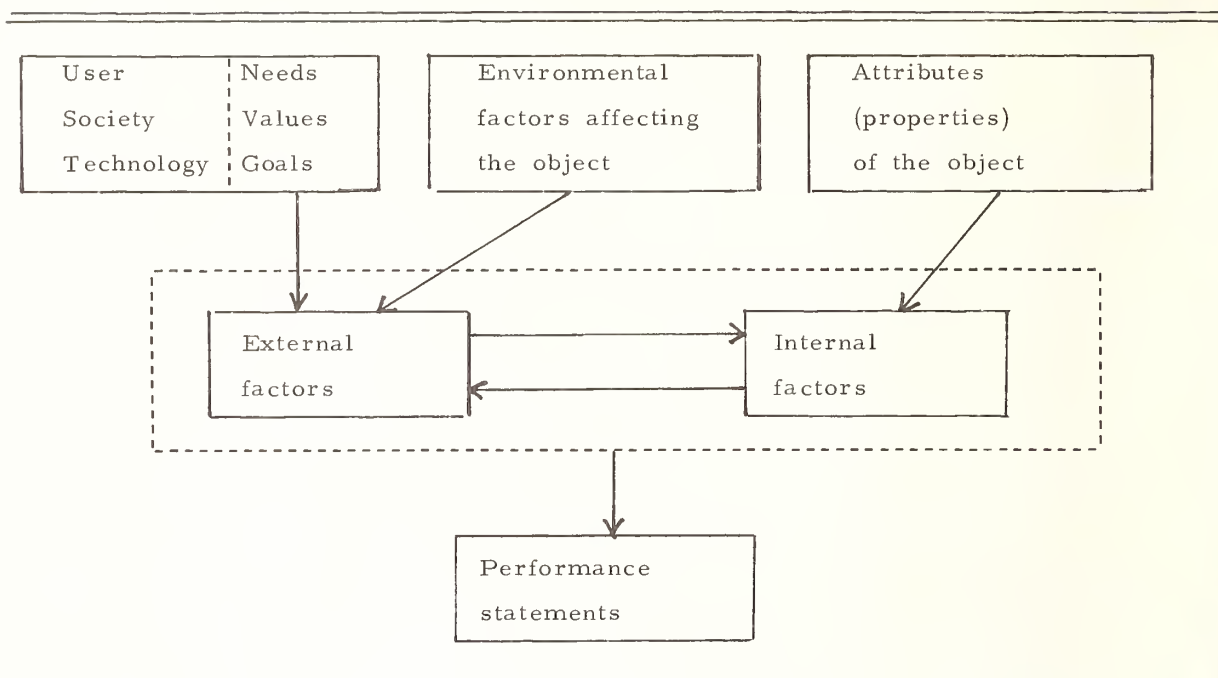 User Needs
Society Values
Technology Goals
Environmental
factors affecting
the object
Attributes
(properties)
of the object
External
factors
Internal
factors
Performance
statements